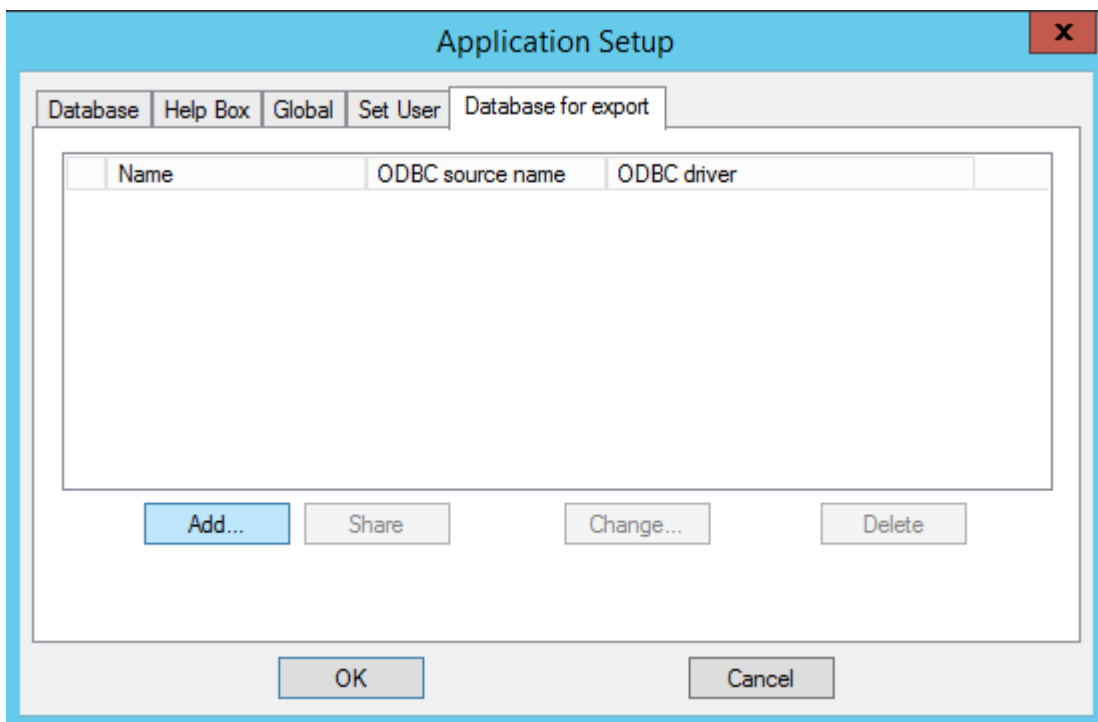 Application Setup
x
Database Help Box Global Set User Database for export
Name ODBC source name ODBC driver
Add... Share Change... Delete
OK Cancel